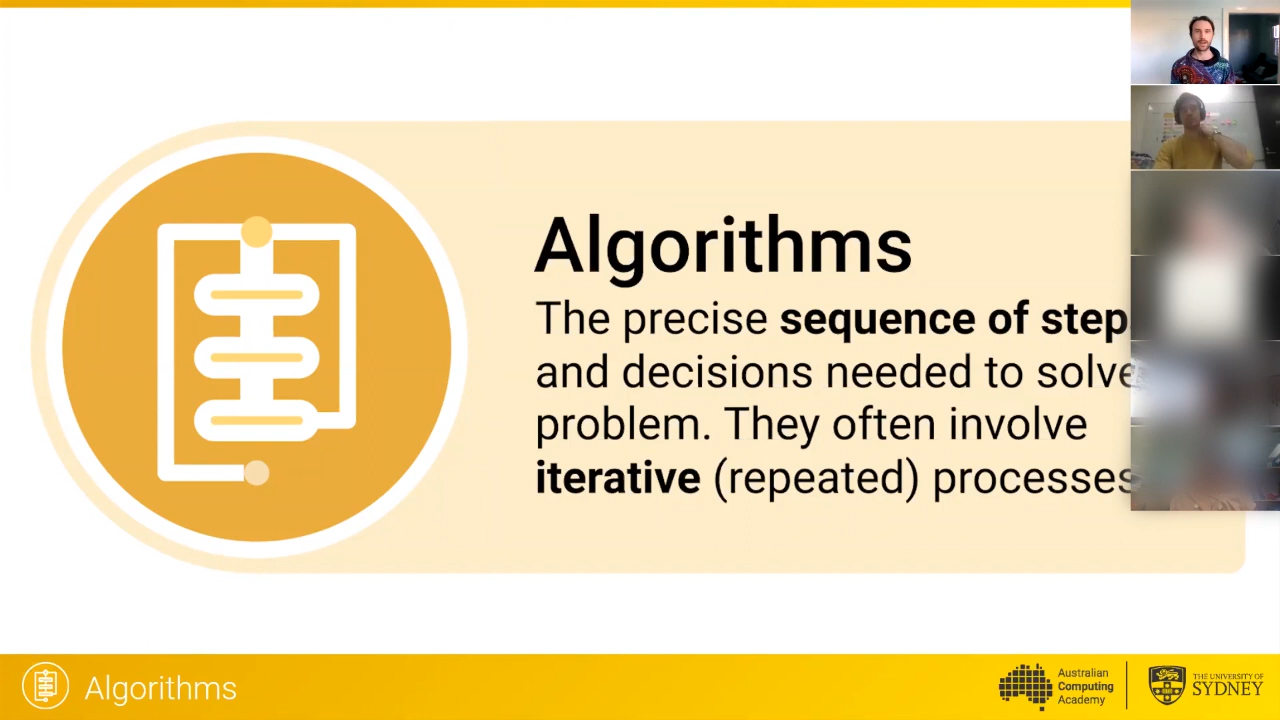 Algorithms
The precise sequence of step
and decisions needed to solve
problem. They often involve
iterative (repeated) processes
Algorithms
Australian
Computing
Academy
THE UNIVERSITY OF
SYDNEY